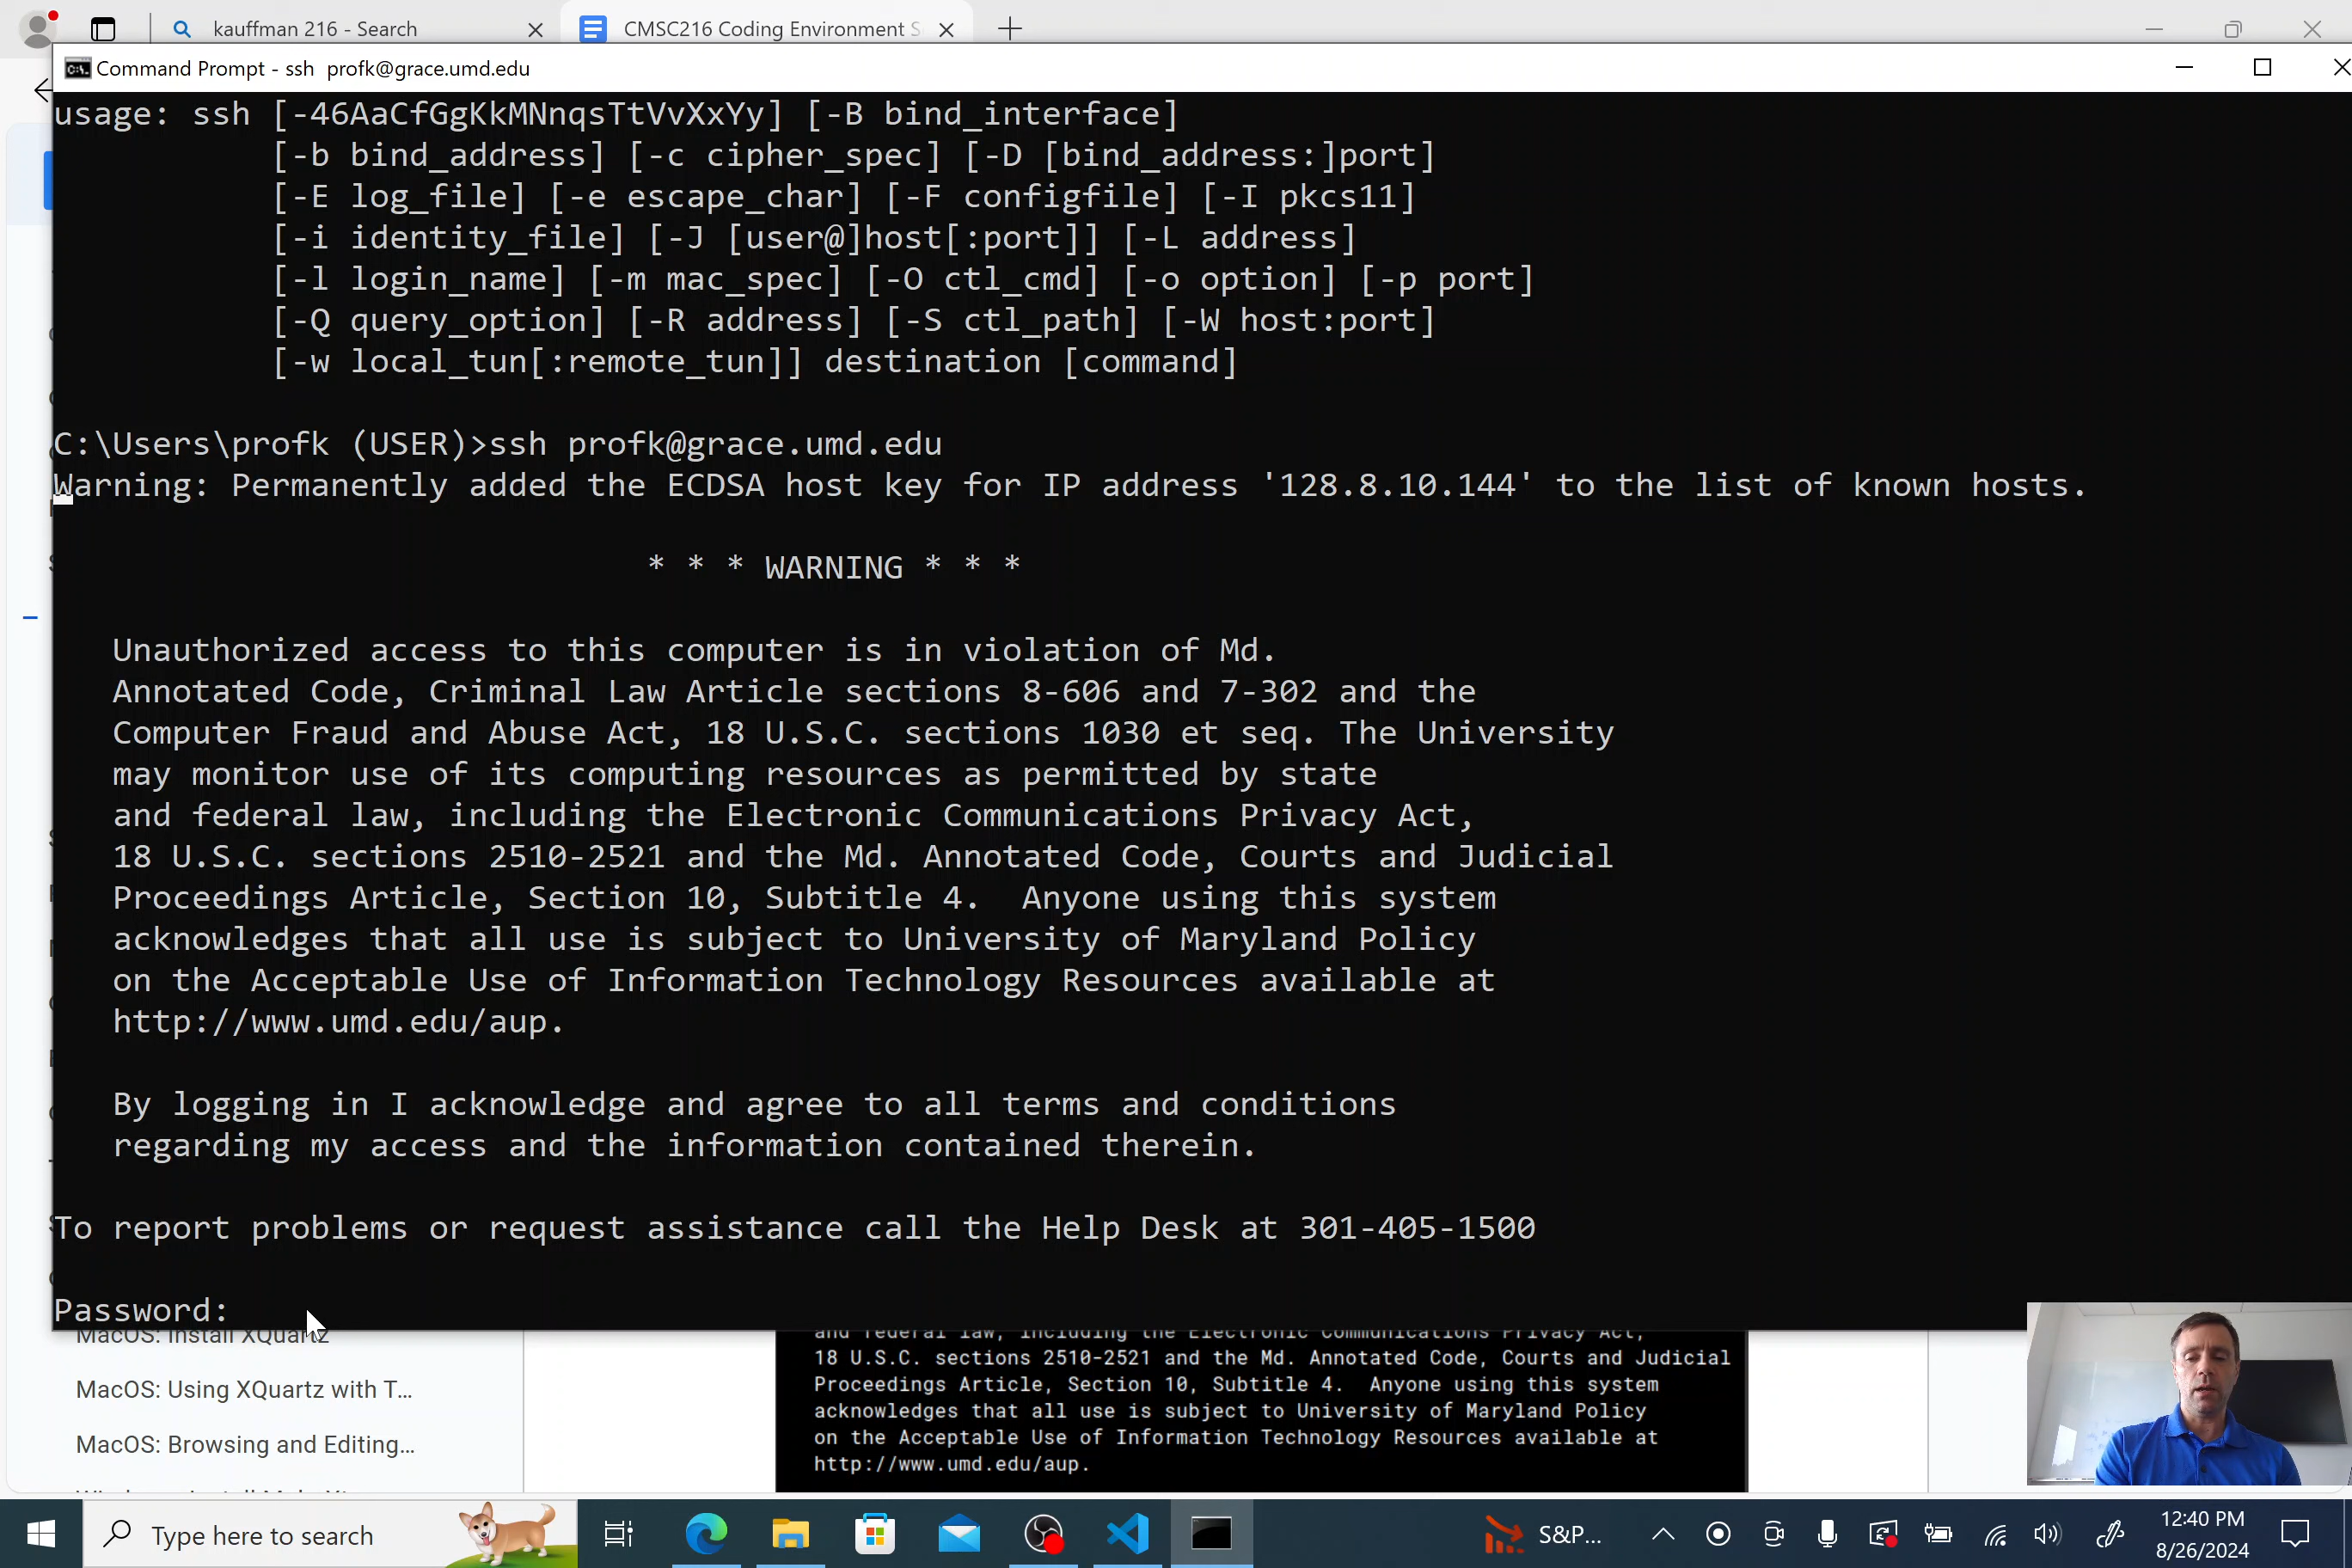 kauffman 216 - Search
CMSC216 Coding Environment
Command Prompt - ssh profk@grace.umd.edu
usage: ssh [-46AaCfGgKkMNnqsTtVvXxYy] [-B bind_interface]
[-b bind_address] [-c cipher_spec] [-D [bind_address:]port]
[-E log_file] [-e escape_char] [-F configfile] [-I pkcs11]
[-i identity_file] [-J [user@]host[:port]] [-L address]
[-l login_name] [-m mac_spec] [-O ctl_cmd] [-o option] [-p port]
[-Q query_option] [-R address] [-S ctl_path] [-W host:port]
[-w local_tun[:remote_tun]] destination [command]
C:\Users\profk (USER)>ssh profk@grace.umd.edu
Warning: Permanently added the ECDSA host key for IP address '128.8.10.144' to the list of known hosts.
* * * WARNING * * *
Unauthorized access to this computer is in violation of Md.
Annotated Code, Criminal Law Article sections 8-606 and 7-302 and the
Computer Fraud and Abuse Act, 18 U.S.C. sections 1030 et seq. The University
may monitor use of its computing resources as permitted by state
and federal law, including the Electronic Communications Privacy Act,
18 U.S.C. sections 2510-2521 and the Md. Annotated Code, Courts and Judicial
Proceedings Article, Section 10, Subtitle 4.  Anyone using this system
acknowledges that all use is subject to University of Maryland Policy
on the Acceptable Use of Information Technology Resources available at
http://www.umd.edu/aup.
By logging in I acknowledge and agree to all terms and conditions
regarding my access and the information contained therein.
To report problems or request assistance call the Help Desk at 301-405-1500
Password:
MacOS: Install XQuartz
MacOS: Using XQuartz with T...
MacOS: Browsing and Editing...
and federal law, including the Electronic Communications Privacy Act,
18 U.S.C. sections 2510-2521 and the Md. Annotated Code, Courts and Judicial
Proceedings Article, Section 10, Subtitle 4.  Anyone using this system
acknowledges that all use is subject to University of Maryland Policy
on the Acceptable Use of Information Technology Resources available at
http://www.umd.edu/aup.
Type here to search
S&P...
12:40 PM
8/26/2024